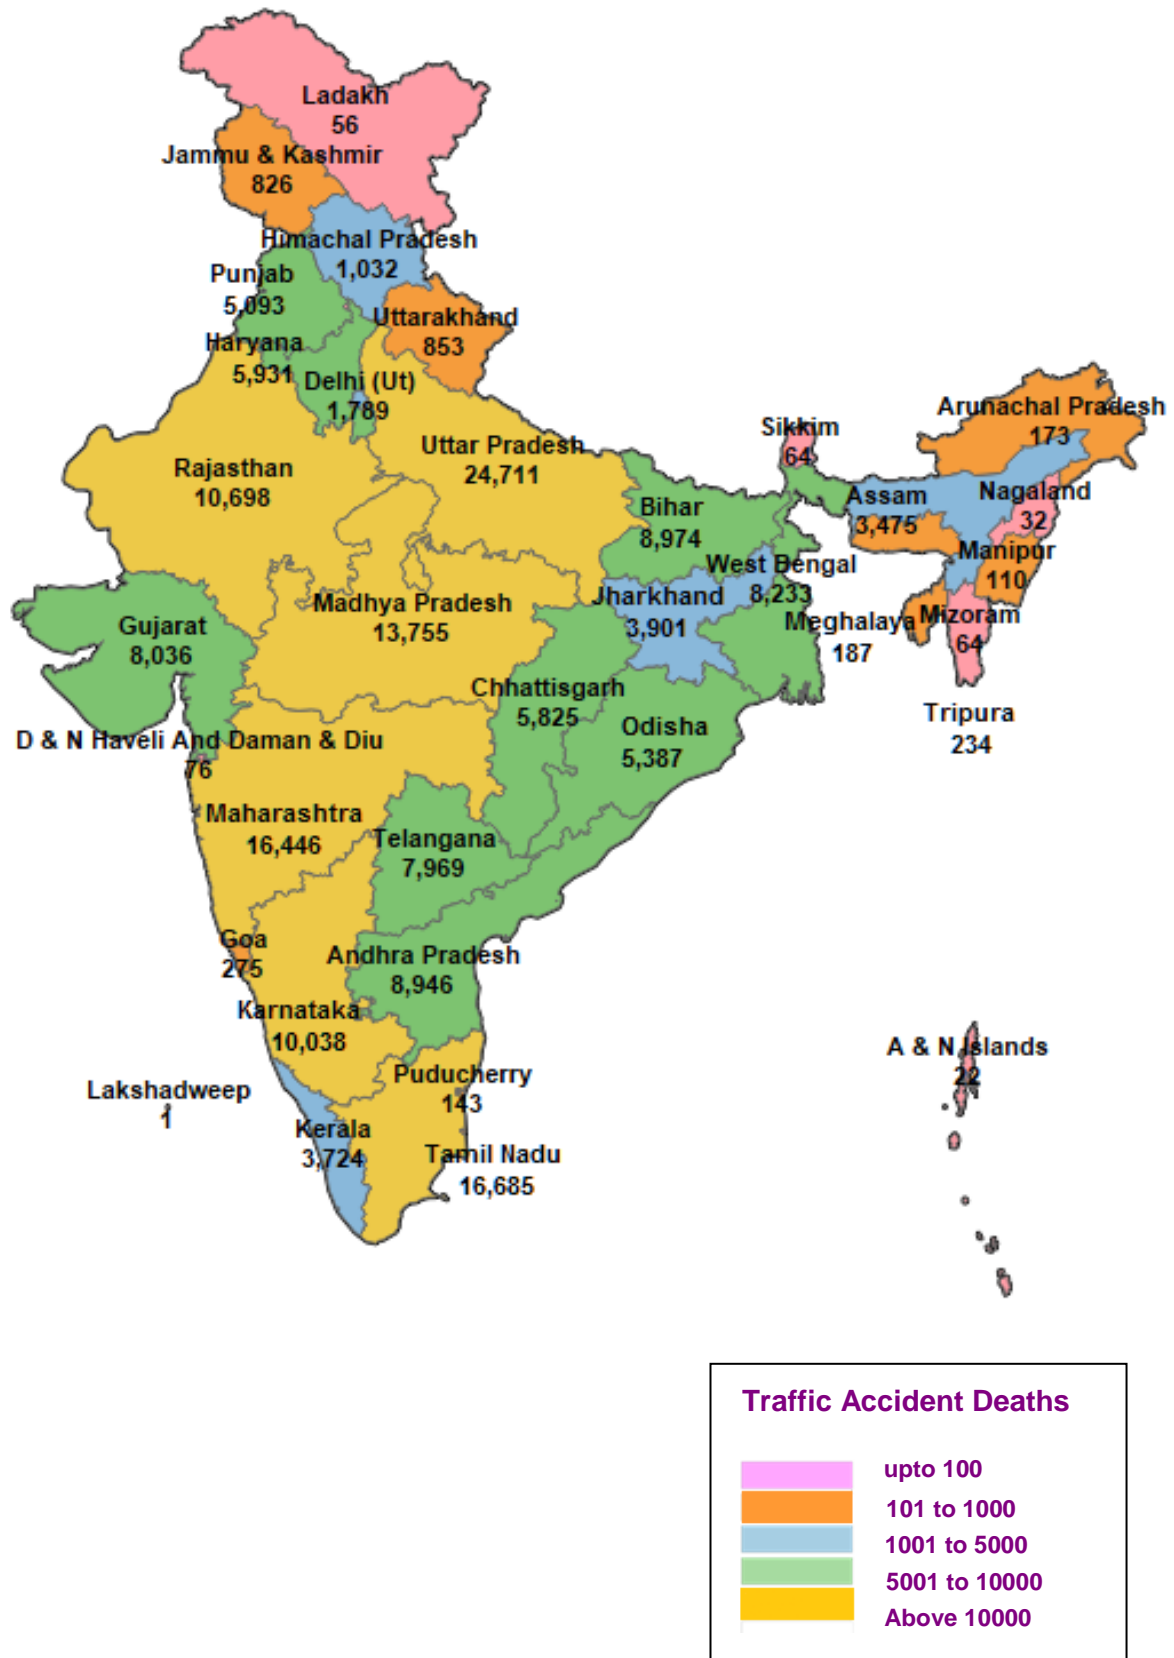 Ladakh
56
Jammu & Kashmir
826
Himachal Pradesh
1,032
Punjab
5,093
Uttarakhand
853
Haryana
5,931
Delhi (Ut)
1,789
Uttar Pradesh
24,711
Rajasthan
10,698
Arunachal Pradesh
173
Sikkim
64
Assam
3,475
Nagaland
32
Bihar
8,974
Manipur
110
West Bengal
8,233
Jharkhand
3,901
Meghalaya
187
Mizoram
64
Madhya Pradesh
13,755
Gujarat
8,036
Chhattisgarh
5,825
Odisha
5,387
Tripura
234
D & N Haveli And Daman & Diu
76
Maharashtra
16,446
Telangana
7,969
Goa
275
Andhra Pradesh
8,946
Karnataka
10,038
A & N Islands
22
Lakshadweep
1
Puducherry
143
Kerala
3,724
Tamil Nadu
16,685
Traffic Accident Deaths
upto 100
101 to 1000
1001 to 5000
5001 to 10000
Above 10000